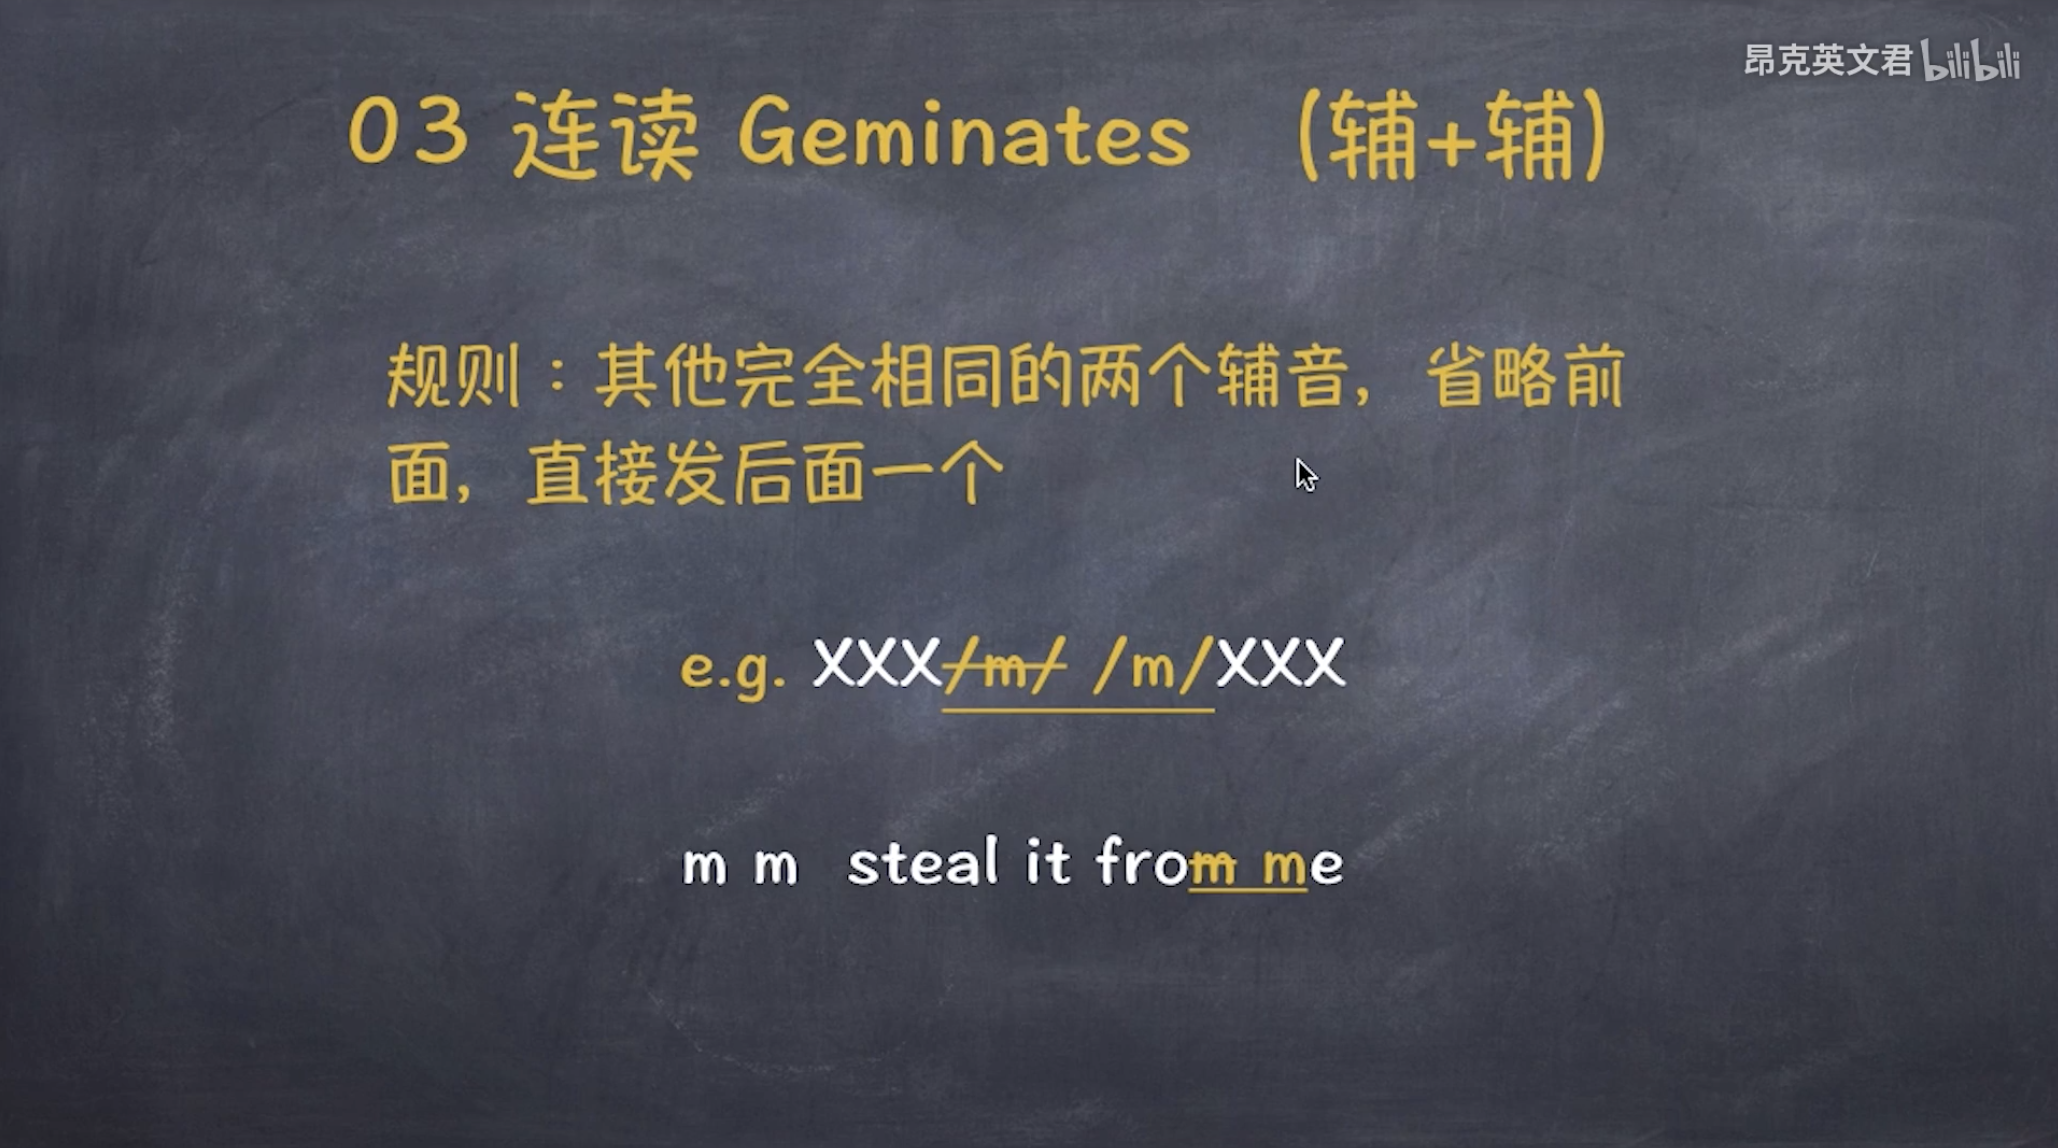 昂克英文君 bilibili
03 连读 Geminates (辅+辅)
规则：其他完全相同的两个辅音，省略前
面，直接发后面一个
e.g. XXX/m/ /m/XXX
m m steal it from me